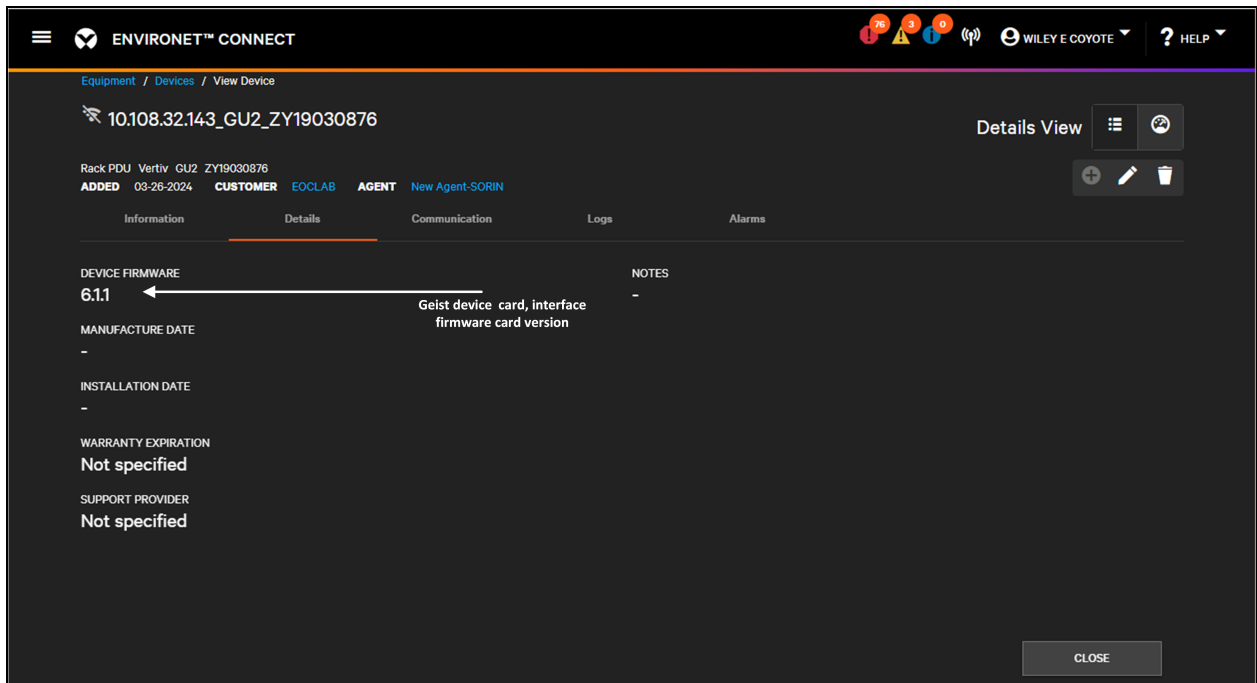 ENVIRONET™ CONNECT
76
3
0
WILEY E COYOTE
? HELP
Equipment / Devices / View Device
10.108.32.143_GU2_ZY19030876
Details View
Rack PDU Vertiv GU2 ZY19030876
ADDED 03-26-2024 CUSTOMER EOCLAB AGENT New Agent-SORIN
Information Details Communication Logs Alarms
DEVICE FIRMWARE
6.1.1
Geist device card, interface
firmware card version
NOTES
-
MANUFACTURE DATE
-
INSTALLATION DATE
-
WARRANTY EXPIRATION
Not specified
SUPPORT PROVIDER
Not specified
CLOSE